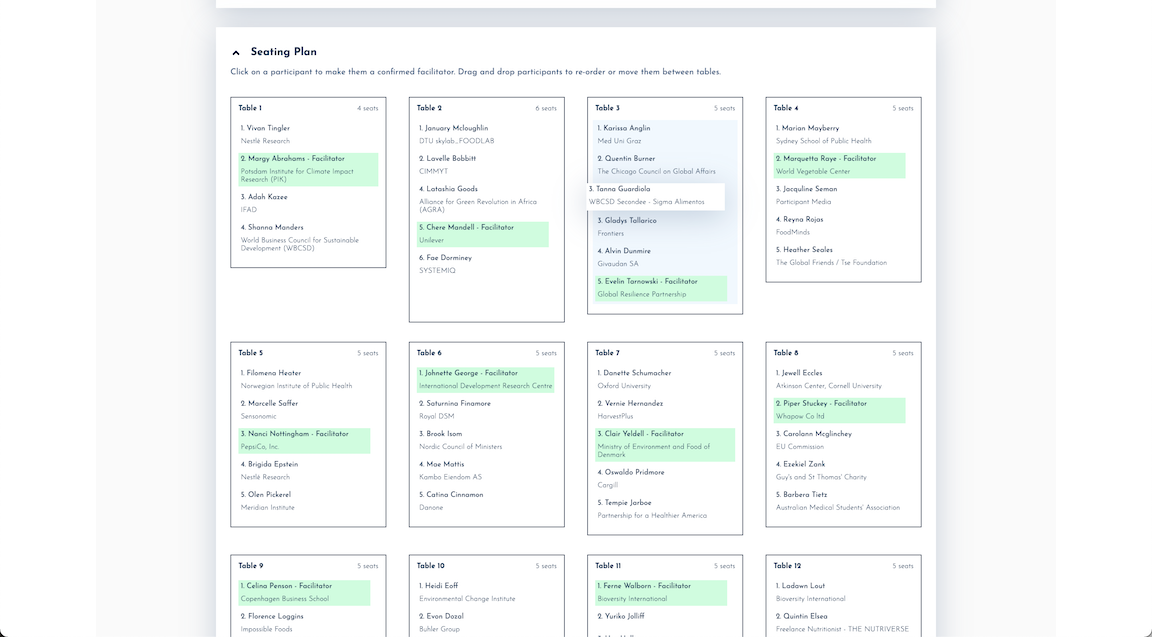 Seating Plan
Click on a participant to make them a confirmed facilitator. Drag and drop participants to re-order or move them between tables.
Table 1 4 seats
1. Vivan Tingler
Nestlé Research
2. Margy Abrahams - Facilitator
Potsdam Institute for Climate Impact
Research (PIK)
3. Adah Kazee
IFAD
4. Shanna Manders
World Business Council for Sustainable
Development (WBCSD)
Table 2 6 seats
1. January Mcloughlin
DTU skylab_FOODLAB
2. Lavelle Bobbitt
CIMMYT
4. Latashia Goods
Alliance for Green Revolution in Africa
(AGRA)
5. Chere Mandell - Facilitator
Unilever
6. Fae Dorminey
SYSTEMIQ
Table 3 5 seats
1. Karissa Anglin
Med Uni Graz
2. Quentin Burner
The Chicago Council on Global Affairs
3. Tanna Guardiola
WBCSD Secondee - Sigma Alimentos
3. Gladys Tallarico
Frontiers
4. Alvin Dunmire
Givaudan SA
5. Evelin Tarnowski - Facilitator
Global Resilience Partnership
Table 4 5 seats
1. Marian Mayberry
Sydney School of Public Health
2. Marquetta Raye - Facilitator
World Vegetable Center
3. Jacquline Seman
Participant Media
4. Reyna Rojas
FoodMinds
5. Heather Seales
The Global Friends / Tse Foundation
Table 5 5 seats
1. Filomena Heater
Norwegian Institute of Public Health
2. Marcelle Saffer
Sensonomic
3. Nanci Nottingham - Facilitator
PepsiCo, Inc.
4. Brigida Epstein
Nestlé Research
5. Olen Pickerel
Meridian Institute
Table 6 5 seats
1. Johnette George - Facilitator
International Development Research Centre
2. Saturnina Finamore
Royal DSM
3. Brook Isom
Nordic Council of Ministers
4. Mae Mattis
Kambo Eiendom AS
5. Catina Cinnamon
Danone
Table 7 5 seats
1. Danette Schumacher
Oxford University
2. Vernie Hernandez
HarvestPlus
3. Clair Yeldell - Facilitator
Ministry of Environment and Food of
Denmark
4. Oswaldo Pridmore
Cargill
5. Tempie Jarboe
Partnership for a Healthier America
Table 8 5 seats
1. Jewell Eccles
Atkinson Center, Cornell University
2. Piper Stuckey - Facilitator
Whapow Co ltd
3. Carolann Mcglinchey
EU Commission
4. Ezekiel Zank
Guy's and St Thomas' Charity
5. Barbera Tietz
Australian Medical Students' Association
Table 9 5 seats
1. Celina Penson - Facilitator
Copenhagen Business School
2. Florence Loggins
Impossible Foods
Table 10 5 seats
1. Heidi Eoff
Environmental Change Institute
2. Evon Dozal
Buhler Group
Table 11 5 seats
1. Ferne Walborn - Facilitator
Bioversity International
2. Yuriko Jolliff
Table 12 5 seats
1. Ladawn Lout
Bioversity International
2. Quintin Elsea
Freelance Nutritionist - THE NUTRIVERSE